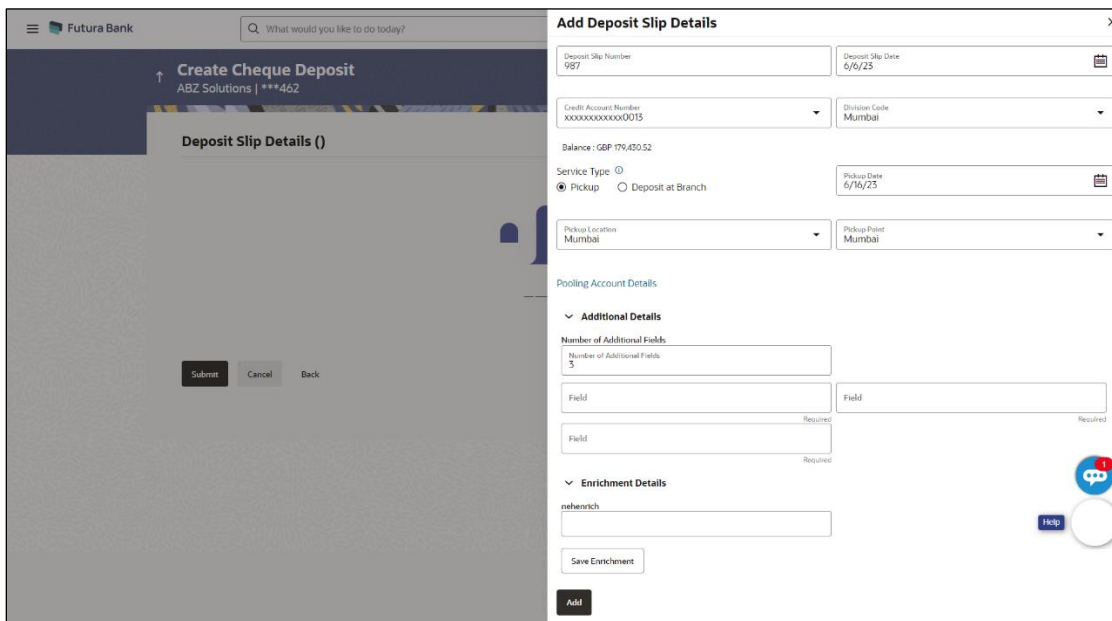 Futura Bank
What would you like to do today?
Create Cheque Deposit
ABZ Solutions | ***462
Deposit Slip Details ()
Submit Cancel Back
Add Deposit Slip Details
Deposit Slip Number
987
Deposit Slip Date
6/6/23
Credit Account Number
xxxxxxxxxxxx0013
Division Code
Mumbai
Balance : GBP 179,430.52
Service Type
Pickup Deposit at Branch
Pickup Date
6/16/23
Pickup Location
Mumbai
Pickup Point
Mumbai
Pooling Account Details
Additional Details
Number of Additional Fields
Number of Additional Fields
3
Field
Required
Field
Required
Field
Required
1
Enrichment Details
nehenrich
Help
Save Enrichment
Add